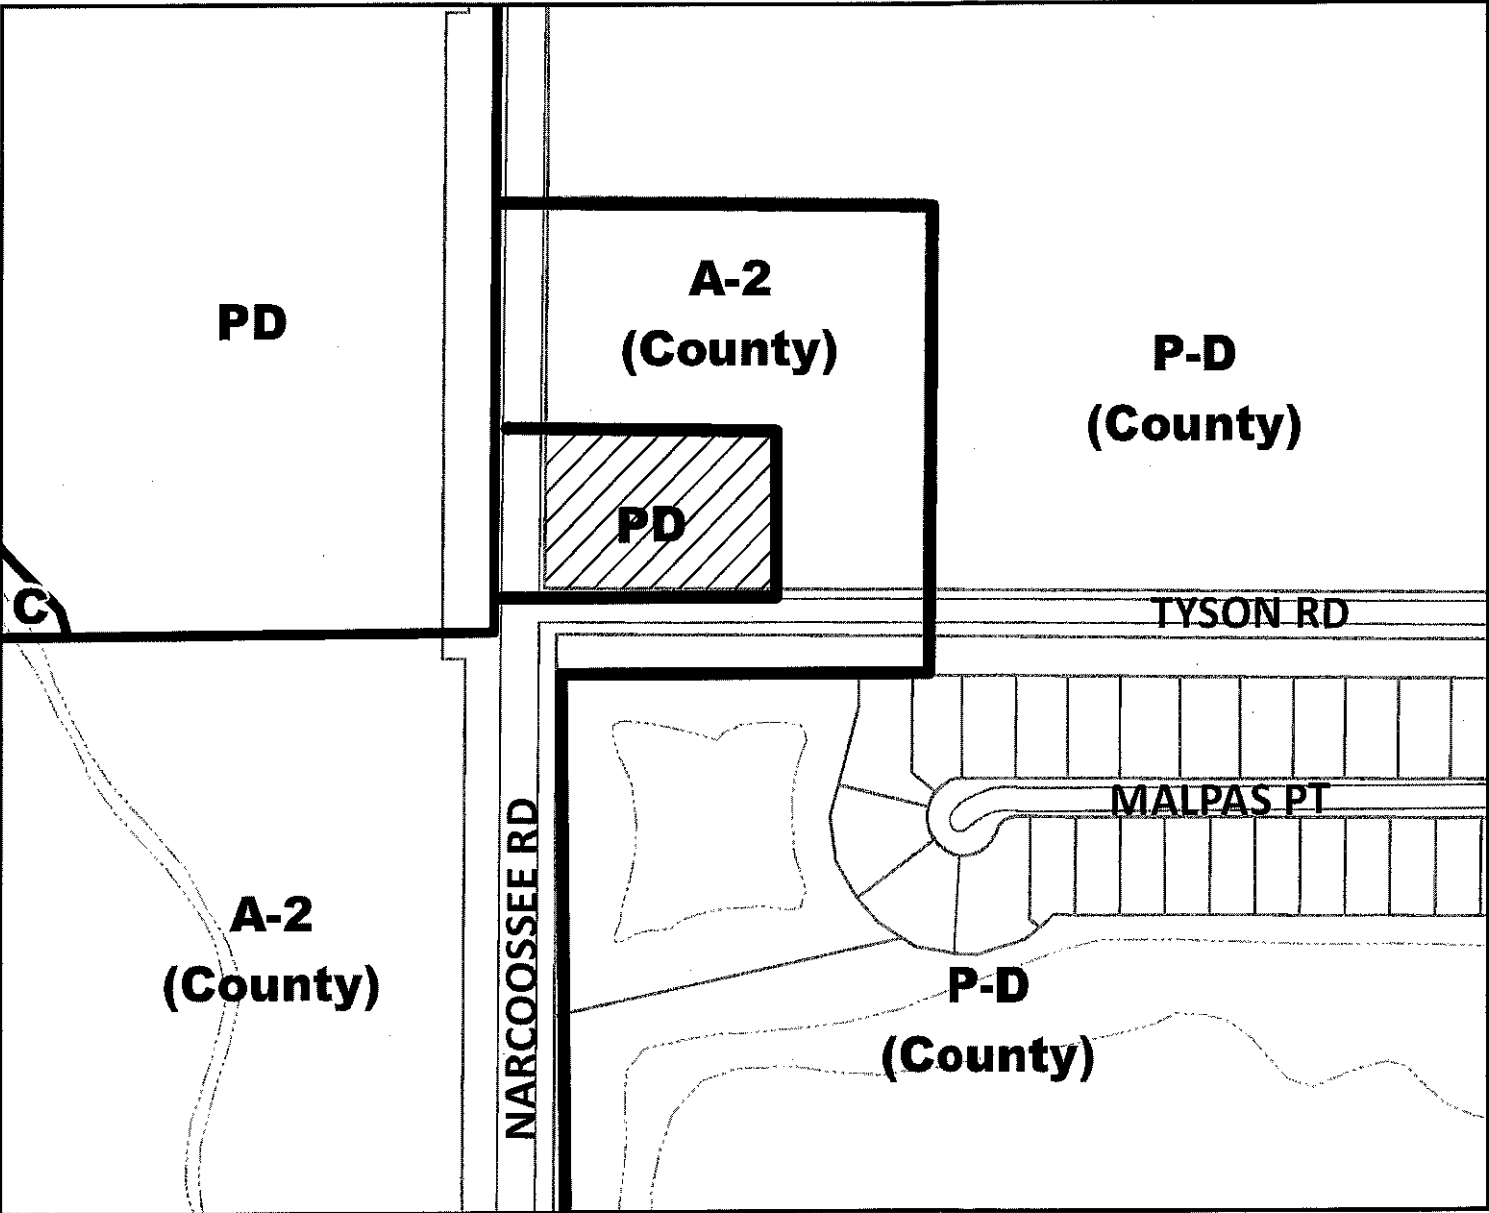 A-2
(County)
PD
P-D
(County)
PD
C
TYSON RD
MALPAS PT
NARCOOSSEE RD
A-2
(County)
P-D
(County)